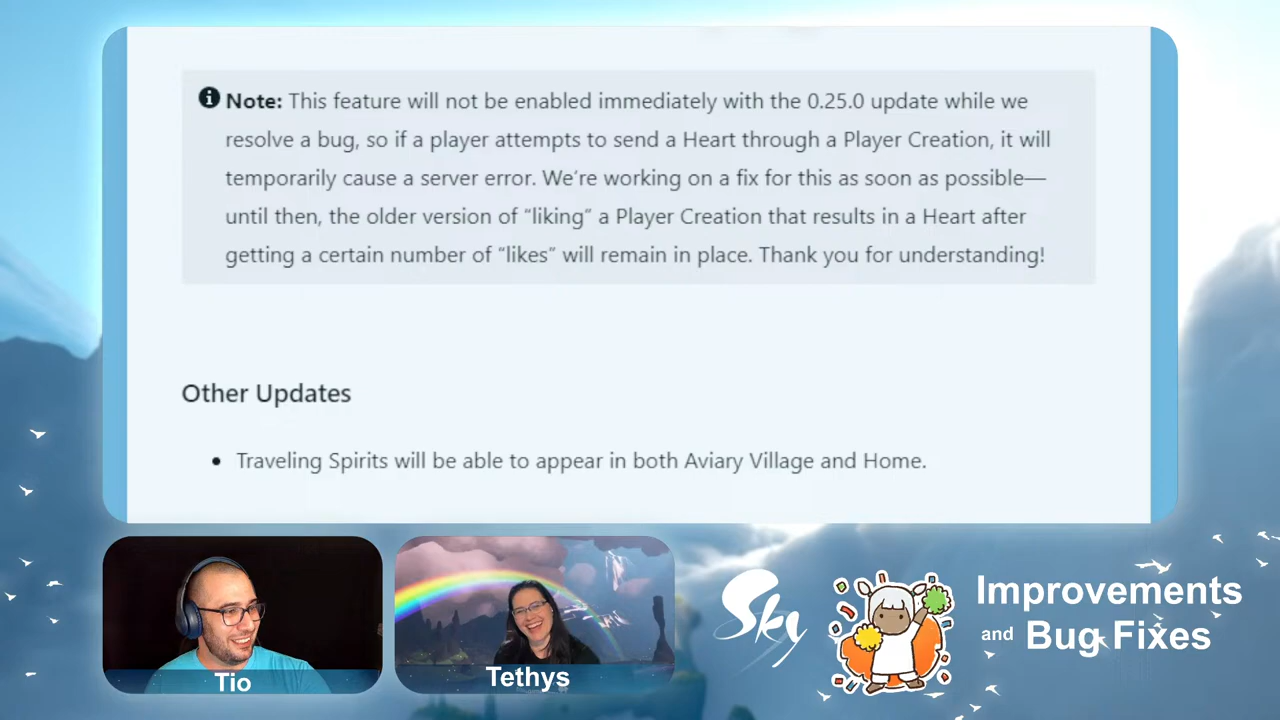 Note: This feature will not be enabled immediately with the 0.25.0 update while we
resolve a bug, so if a player attempts to send a Heart through a Player Creation, it will
temporarily cause a server error. We're working on a fix for this as soon as possible—
until then, the older version of “liking” a Player Creation that results in a Heart after
getting a certain number of “likes” will remain in place. Thank you for understanding!
Other Updates
• Traveling Spirits will be able to appear in both Aviary Village and Home.
Tio
Tethys
Sky
Improvements
and Bug Fixes